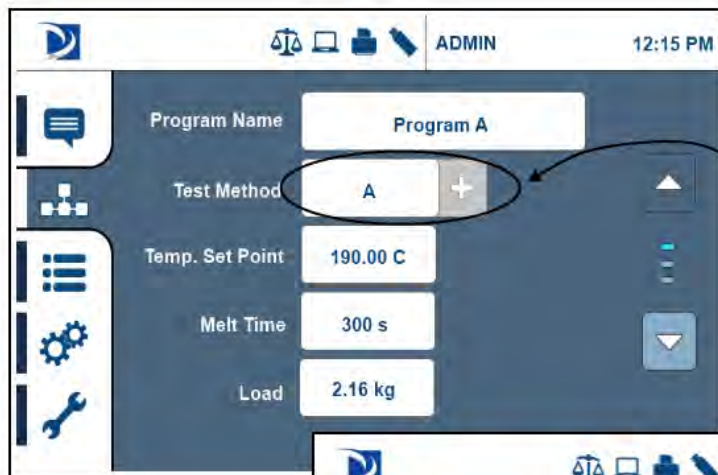 ADMIN 12:15 PM
Program Name Program A
Test Method A +
Temp. Set Point 190.00 C
Melt Time 300 s
Load 2.16 kg